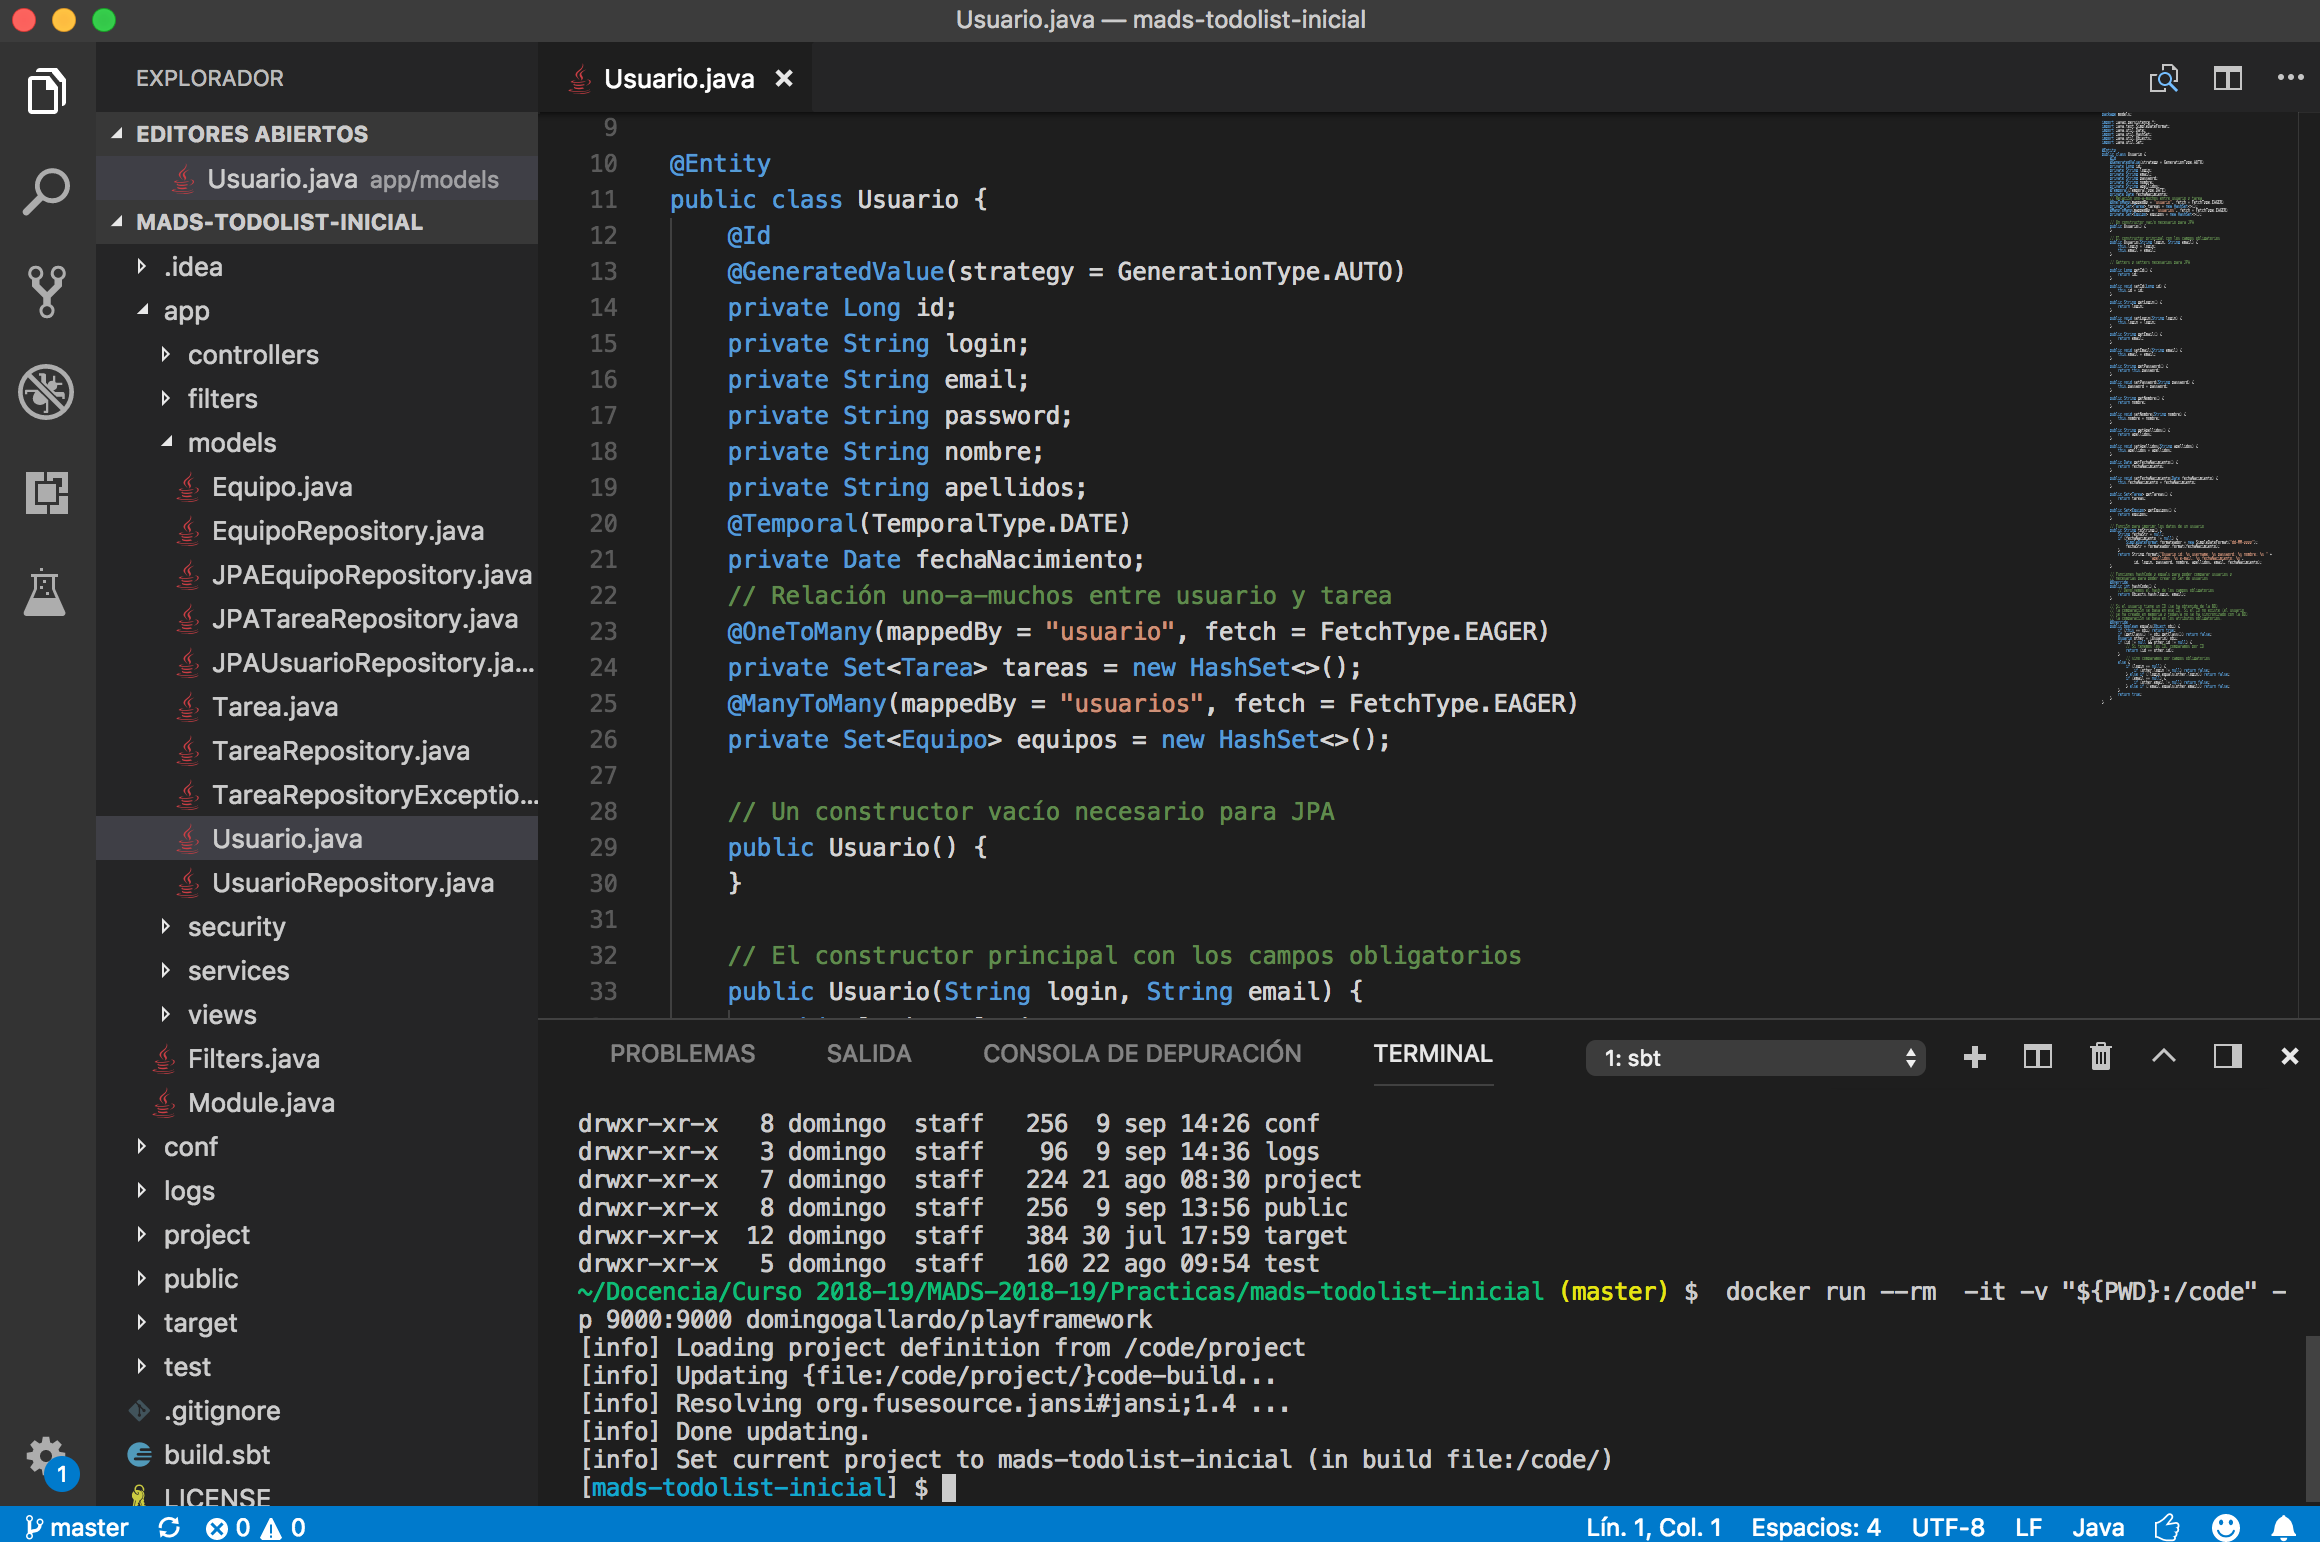 Usuario.java — mads-todolist-inicial
EXPLORADOR
EDITORES ABIERTOS
Usuario.java app/models
MADS-TODOLIST-INICIAL
.idea
app
controllers
filters
models
Equipo.java
EquipoRepository.java
JPAEquipoRepository.java
JPATareaRepository.java
JPAUsuarioRepository.ja...
Tarea.java
TareaRepository.java
TareaRepositoryExceptio...
Usuario.java
UsuarioRepository.java
security
services
views
Filters.java
Module.java
conf
logs
project
public
target
test
.gitignore
build.sbt
LICENSE
1
Usuario.java
9
10 @Entity
11 public class Usuario {
12 @Id
13 @GeneratedValue(strategy = GenerationType.AUTO)
14 private Long id;
15 private String login;
16 private String email;
17 private String password;
18 private String nombre;
19 private String apellidos;
20 @Temporal(TemporalType.DATE)
21 private Date fechaNacimiento;
22 // Relación uno-a-muchos entre usuario y tarea
23 @OneToMany(mappedBy = "usuario", fetch = FetchType.EAGER)
24 private Set<Tarea> tareas = new HashSet<>();
25 @ManyToMany(mappedBy = "usuarios", fetch = FetchType.EAGER)
26 private Set<Equipo> equipos = new HashSet<>();
27
28 // Un constructor vacío necesario para JPA
29 public Usuario() {
30 }
31
32 // El constructor principal con los campos obligatorios
33 public Usuario(String login, String email) {
PROBLEMAS SALIDA CONSOLA DE DEPURACIÓN TERMINAL 1: sbt
drwxr-xr-x 8 domingo staff 256 9 sep 14:26 conf
drwxr-xr-x 3 domingo staff 96 9 sep 14:36 logs
drwxr-xr-x 7 domingo staff 224 21 ago 08:30 project
drwxr-xr-x 8 domingo staff 256 9 sep 13:56 public
drwxr-xr-x 12 domingo staff 384 30 jul 17:59 target
drwxr-xr-x 5 domingo staff 160 22 ago 09:54 test
~/Docencia/Curso 2018-19/MADS-2018-19/Practicas/mads-todolist-inicial (master) $ docker run --rm -it -v "${PWD}:/code" -
p 9000:9000 domingogallardo/playframework
[info] Loading project definition from /code/project
[info] Updating {file:/code/project/}code-build...
[info] Resolving org.fusesource.jansi#jansi;1.4 ...
[info] Done updating.
[info] Set current project to mads-todolist-inicial (in build file:/code/)
[mads-todolist-inicial] $
master 0 0 Lín. 1, Col. 1 Espacios: 4 UTF-8 LF Java